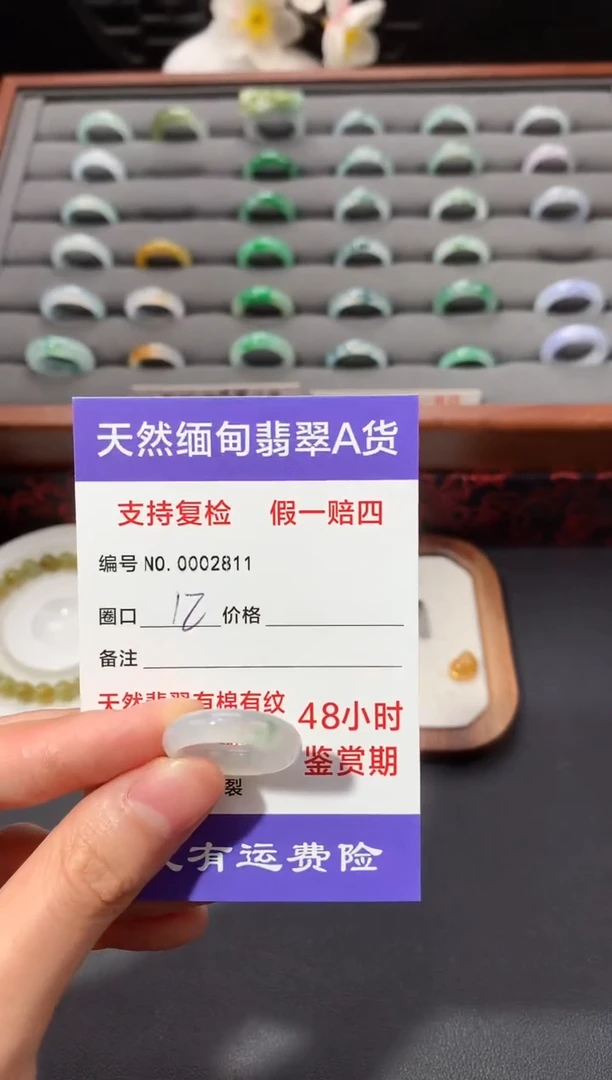 天然缅甸翡翠A货
支持复检 假一赔四
编号 NO. 0002811
圈口 12 价格
备注
天然翡翠有棉有纹
48小时
鉴赏期
裂
有运费险